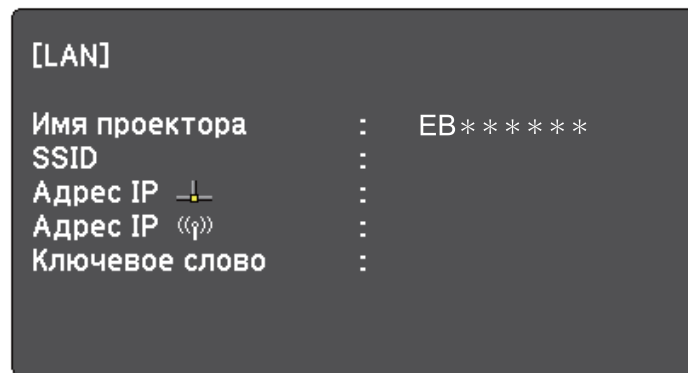 [LAN]
Имя проектора : EB******
SSID :
Адрес IP :
Адрес IP :
Ключевое слово :